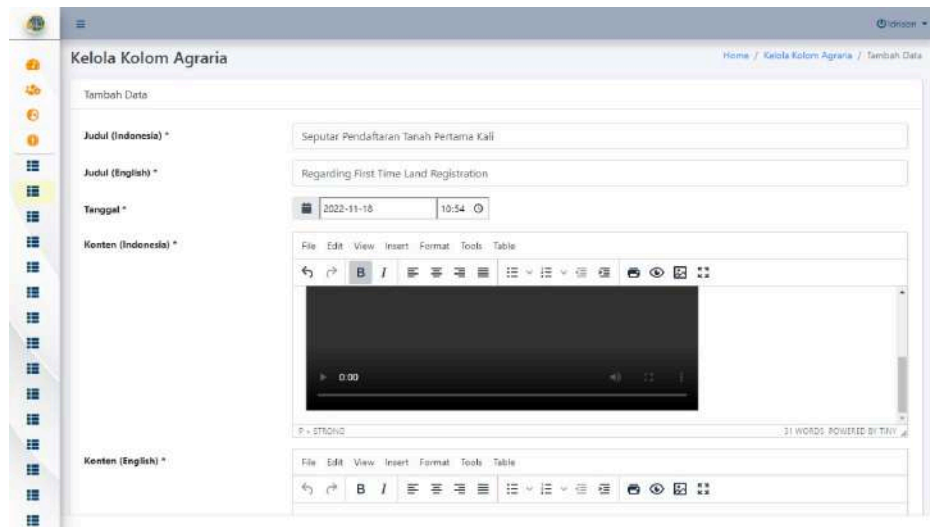 Idrison
Kelola Kolom Agraria
Home / Kelola Kolom Agraria / Tambah Data
Tambah Data
Judul (Indonesia) *
Seputar Pendaftaran Tanah Pertama Kali
Judul (English) *
Regarding First Time Land Registration
Tanggal *
2022-11-18
10:54
Konten (Indonesia) *
File Edit View Insert Format Tools Table
B I
0:00
P » STRONG
31 WORDS POWERED BY TINY
Konten (English) *
File Edit View Insert Format Tools Table
B I